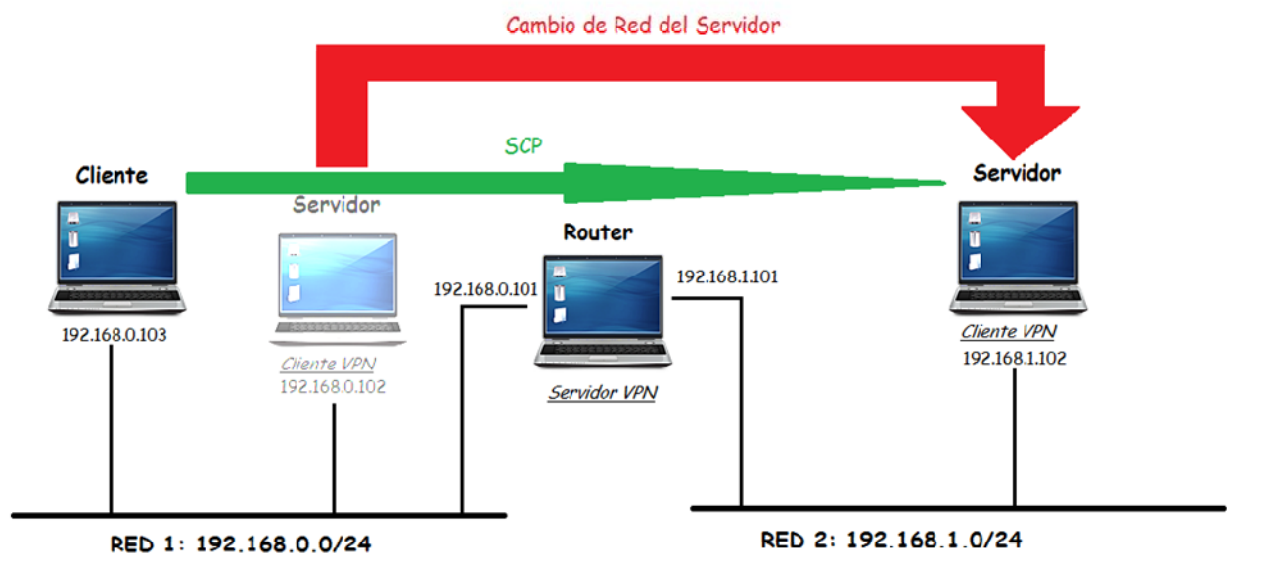 Cambio de Red del Servidor
SCP
Cliente
Servidor
Servidor
Router
192.168.0.101
192.168.1.101
192.168.0.103
Cliente VPN
192.168.0.102
Servidor VPN
Cliente VPN
192.168.1.102
RED 1: 192.168.0.0/24
RED 2: 192.168.1.0/24